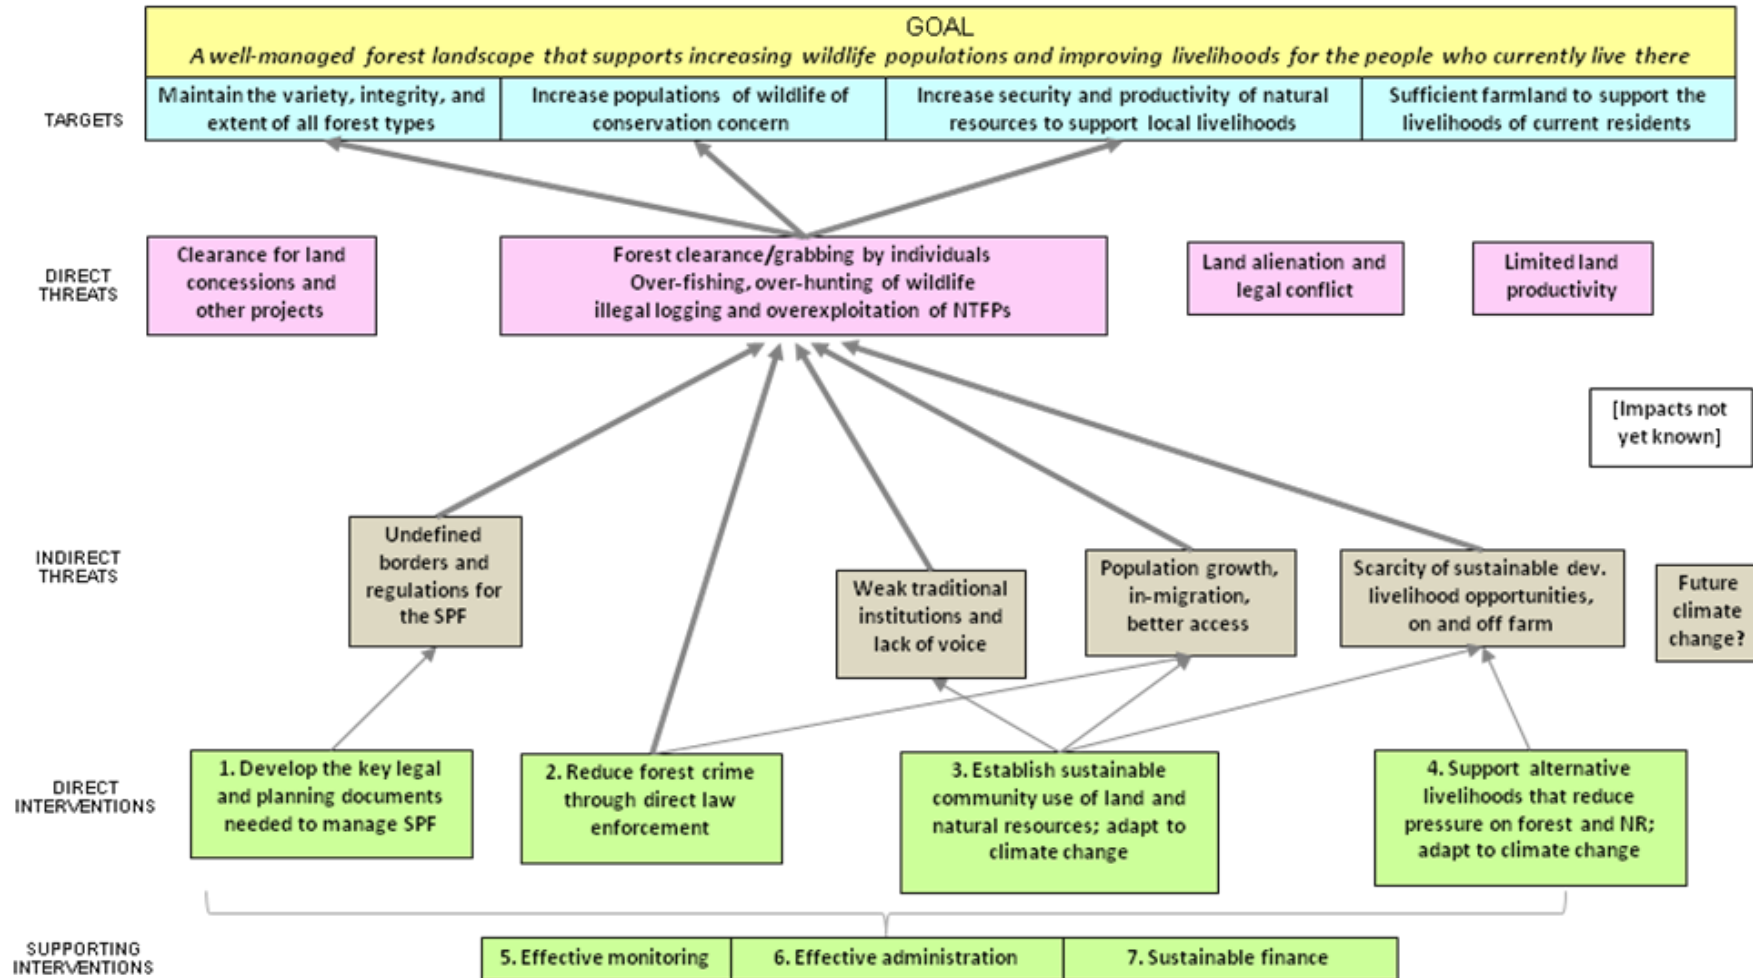 GOAL
A well-managed forest landscape that supports increasing wildlife populations and improving livelihoods for the people who currently live there
TARGETS
Maintain the variety, integrity, and
extent of all forest types
Increase populations of wildlife of
conservation concern
Increase security and productivity of natural
resources to support local livelihoods
Sufficient farmland to support the
livelihoods of current residents
DIRECT
THREATS
Clearance for land
concessions and
other projects
Forest clearance/grabbing by individuals
Over-fishing, over-hunting of wildlife
illegal logging and overexploitation of NTFPs
Land alienation and
legal conflict
Limited land
productivity
[Impacts not
yet known]
INDIRECT
THREATS
Undefined
borders and
regulations for
the SPF
Weak traditional
institutions and
lack of voice
Population growth,
in-migration,
better access
Scarcity of sustainable dev.
livelihood opportunities,
on and off farm
Future
climate
change?
DIRECT
INTERVENTIONS
1. Develop the key legal
and planning documents
needed to manage SPF
2. Reduce forest crime
through direct law
enforcement
3. Establish sustainable
community use of land and
natural resources; adapt to
climate change
4. Support alternative
livelihoods that reduce
pressure on forest and NR;
adapt to climate change
SUPPORTING
INTERVENTIONS
5. Effective monitoring
6. Effective administration
7. Sustainable finance